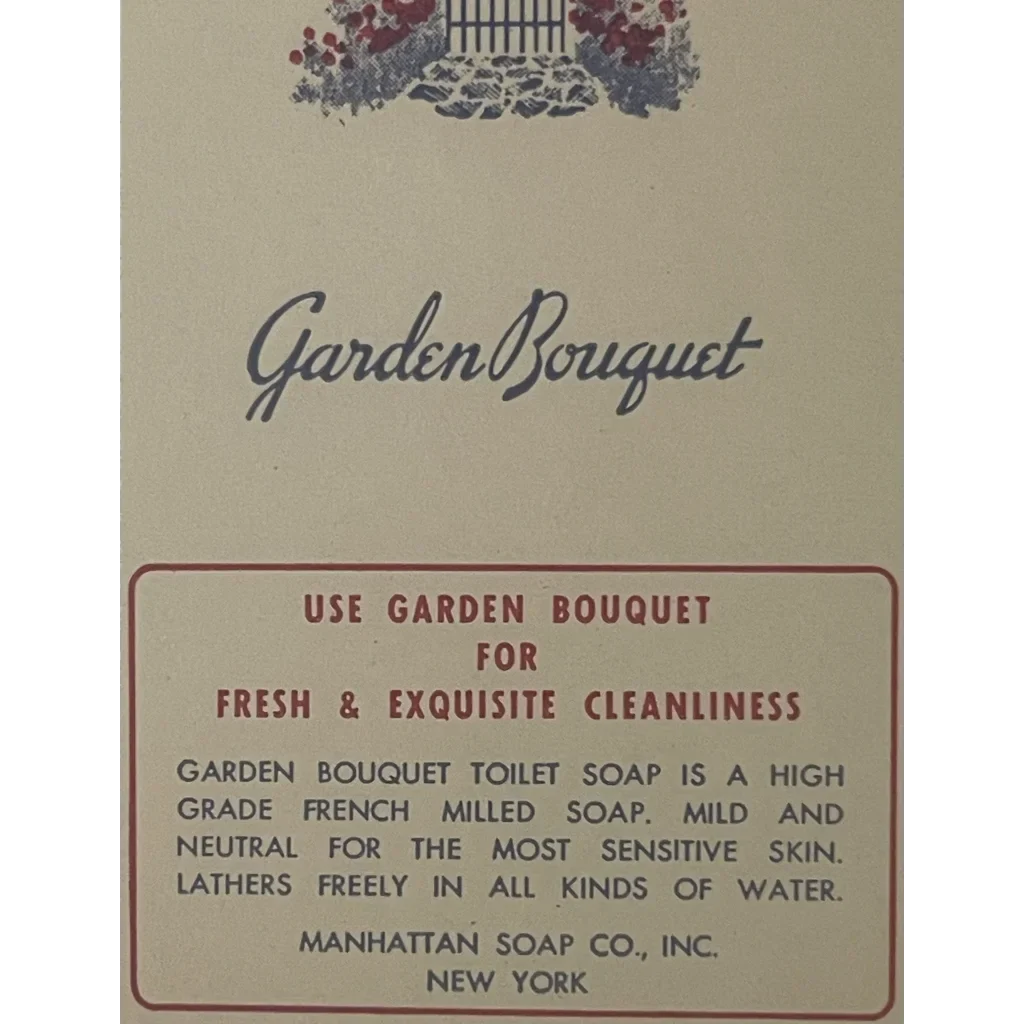 Garden Bouquet
USE GARDEN BOUQUET
FOR
FRESH & EXQUISITE CLEANLINESS
GARDEN BOUQUET TOILET SOAP IS A HIGH
GRADE FRENCH MILLED SOAP. MILD AND
NEUTRAL FOR THE MOST SENSITIVE SKIN.
LATHERS FREELY IN ALL KINDS OF WATER.
MANHATTAN SOAP CO., INC.
NEW YORK